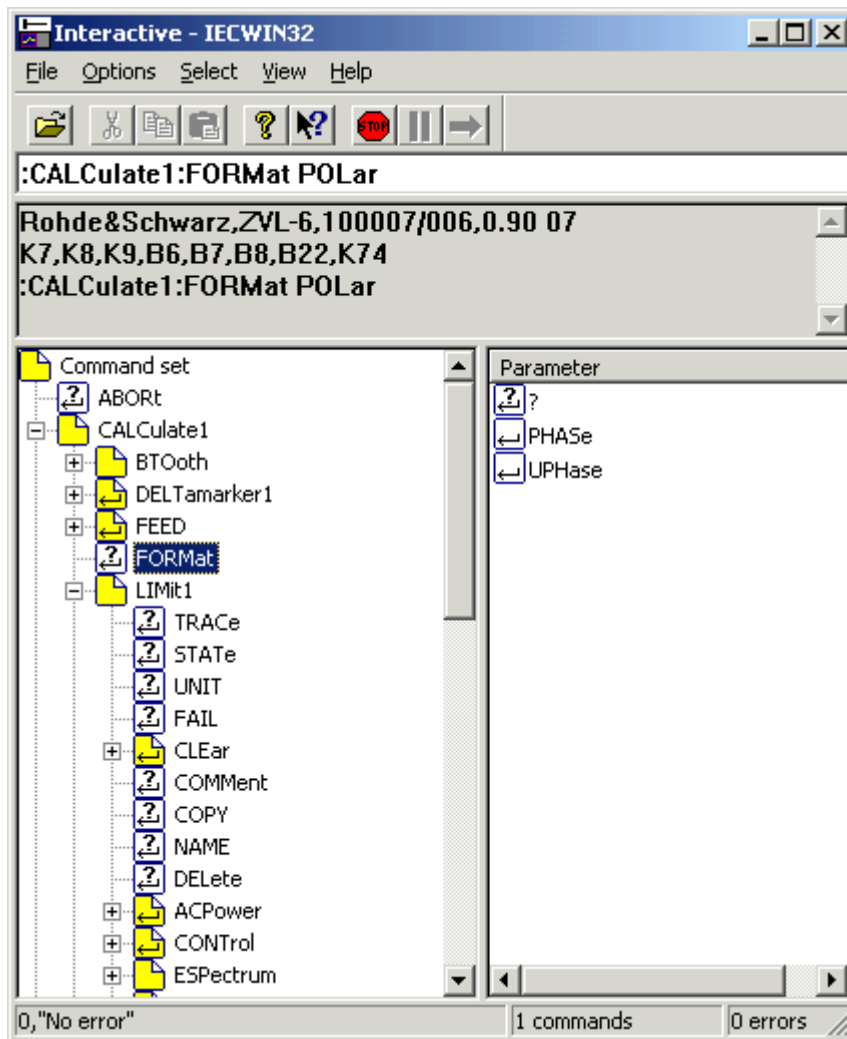 Interactive - IECWIN32
File Options Select View Help
STOP
:CALCulate1:FORMat POLar
Rohde&Schwarz,ZVL-6,100007/006,0.90 07
K7,K8,K9,B6,B7,B8,B22,K74
:CALCulate1:FORMat POLar
Command set
ABORt
CALCulate1
BTOoth
DELTamarker1
FEED
FORMat
LIMit1
TRACe
STATe
UNIT
FAIL
CLEar
COMMent
COPY
NAME
DELete
ACPower
CONTrol
ESPectrum
Parameter
?
PHASe
UPHase
0,"No error"
1 commands
0 errors